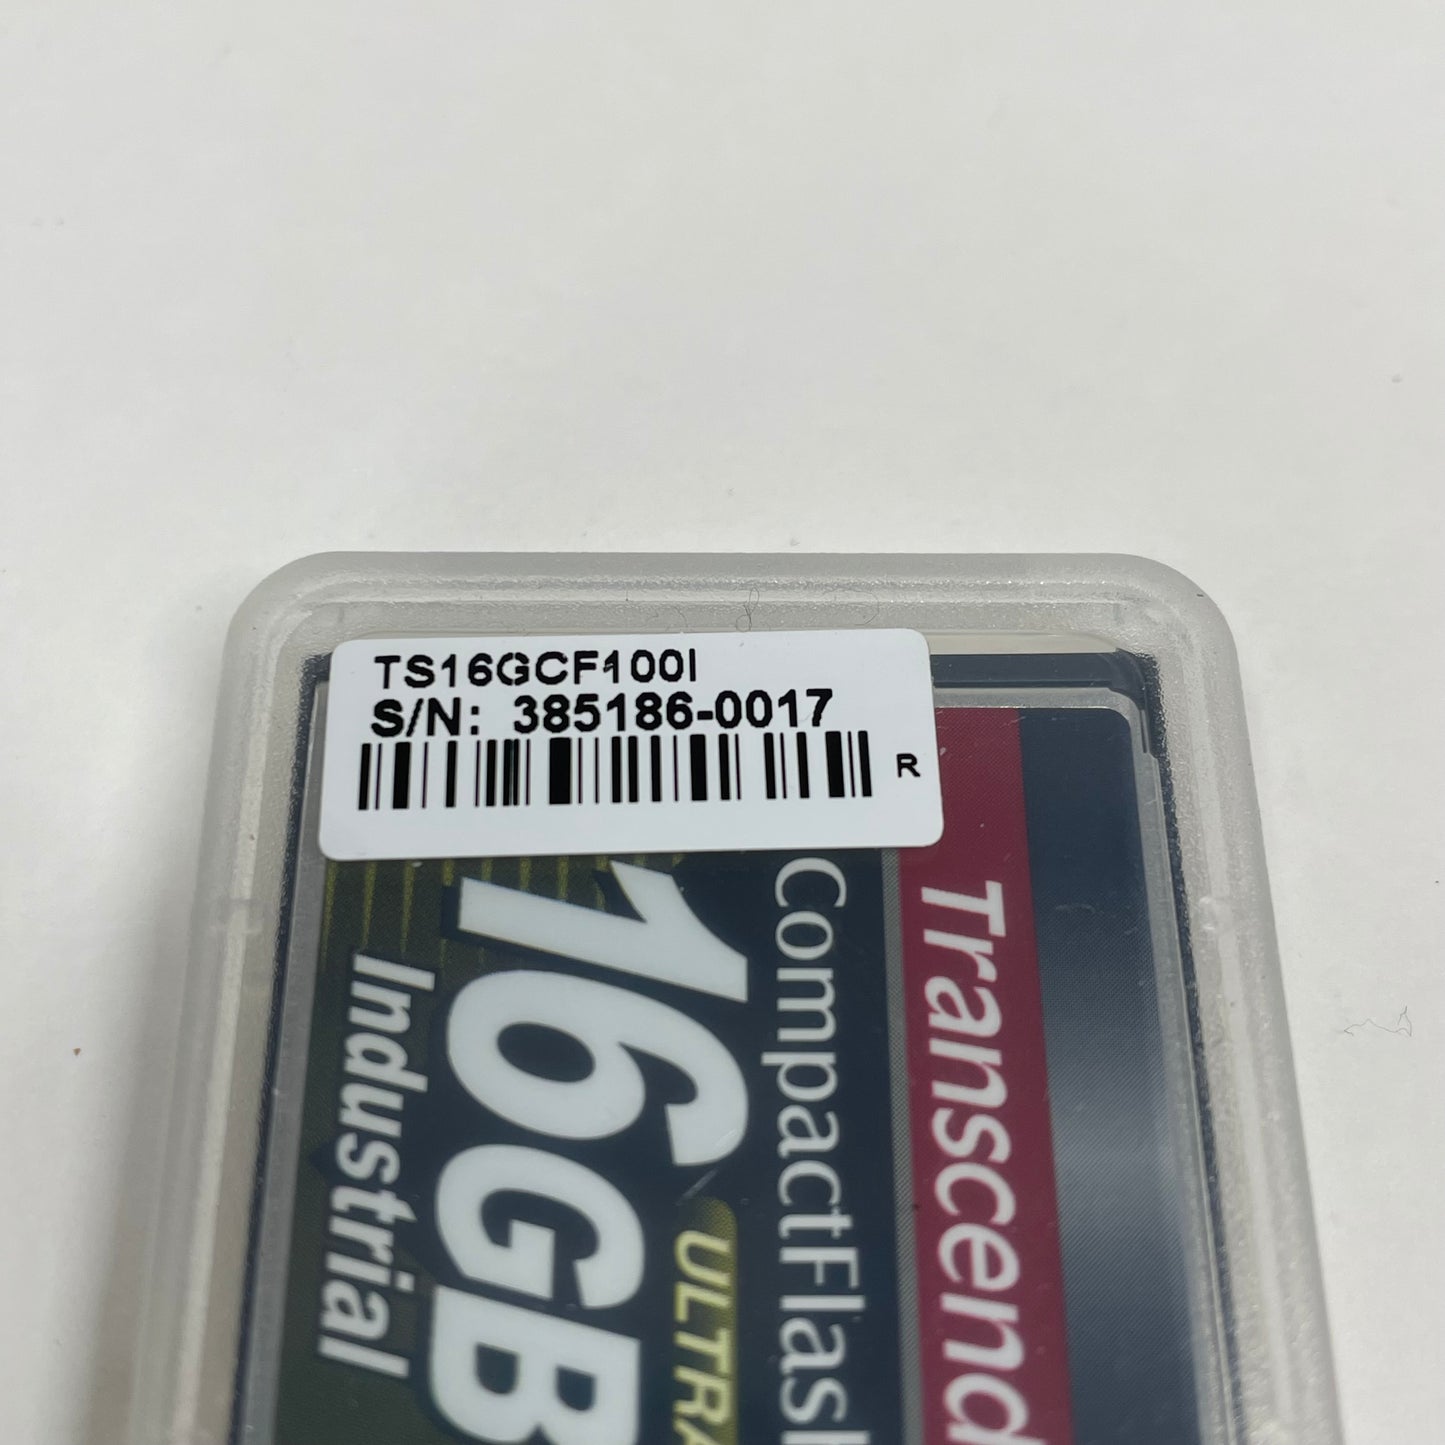 TS16GCF100I
S/N: 385186-0017
R
Transcend
CompactFlash
ULTRA
16GB
Industrial